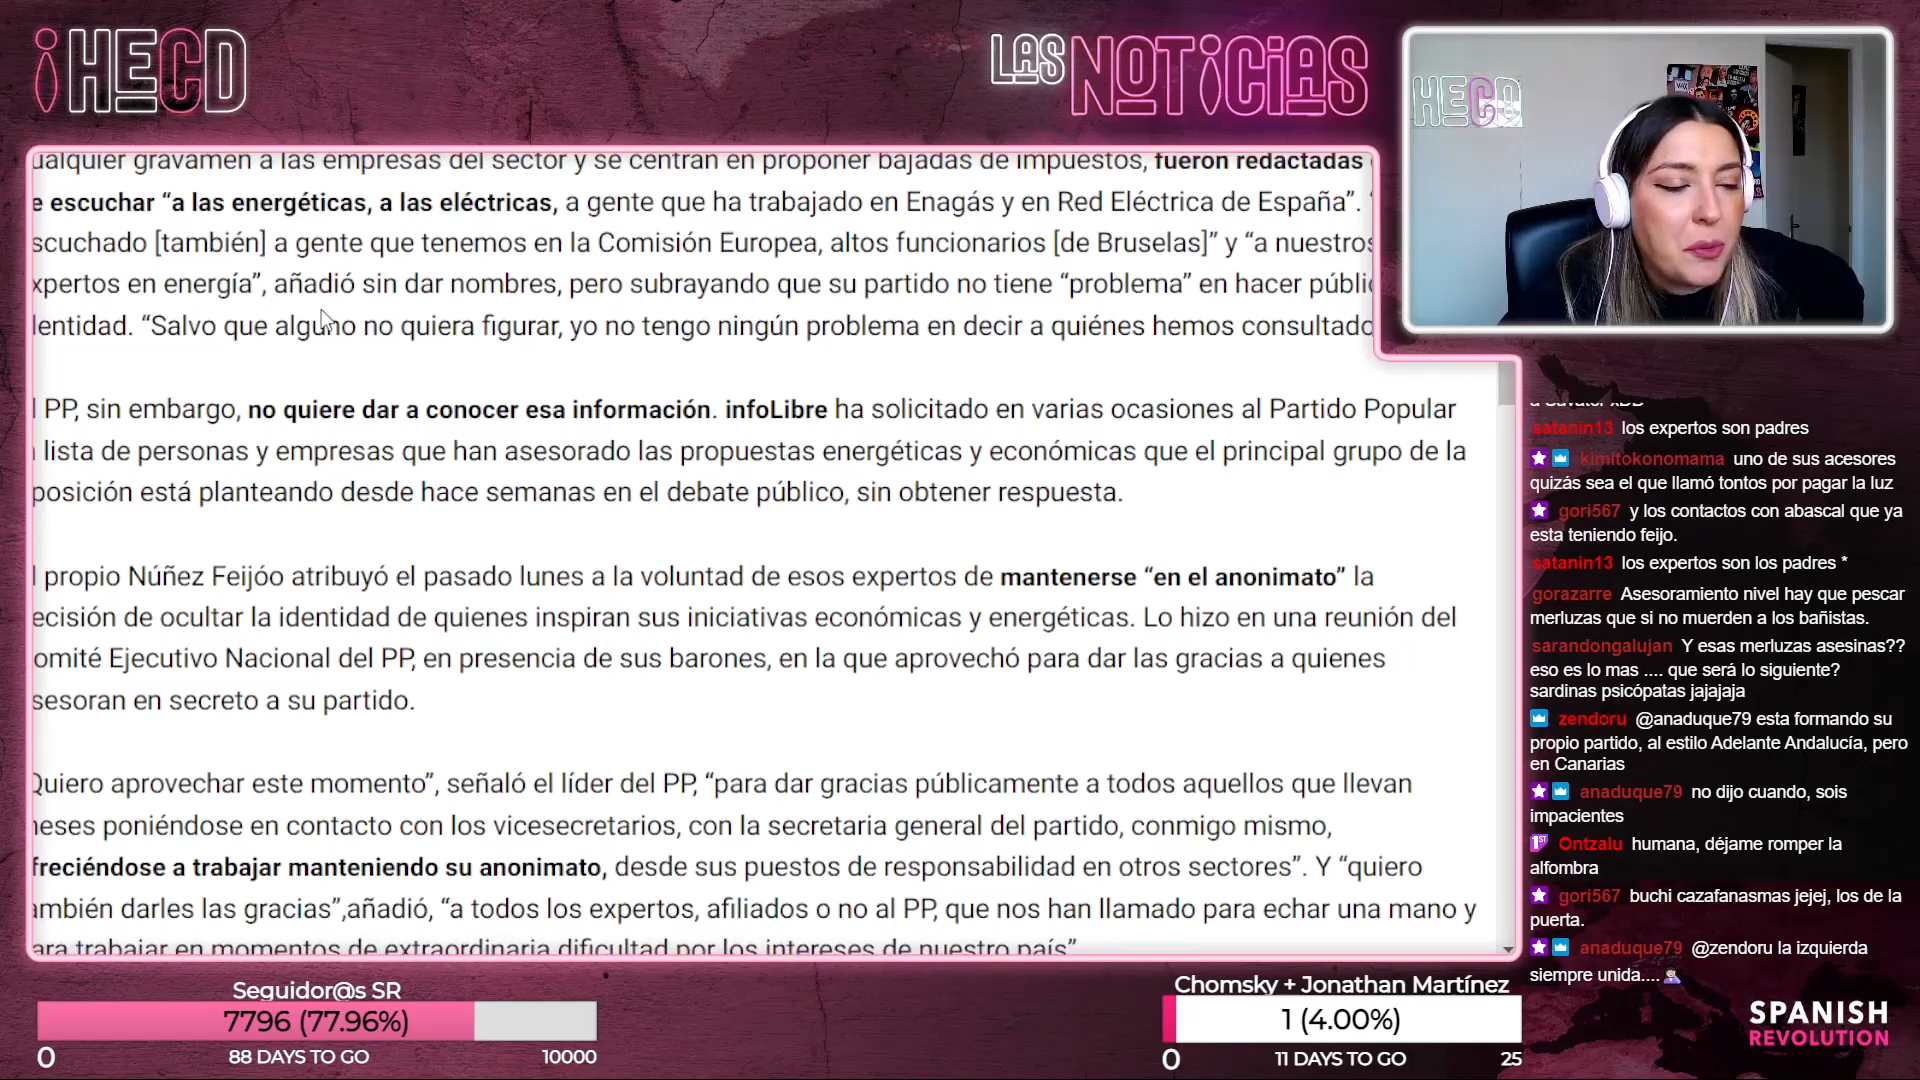 ¡HECD
LAS NOTICIAS
HECD
ualquier gravamen a las empresas del sector y se centran en proponer bajadas de impuestos, fueron redactadas
e escuchar “a las energéticas, a las eléctricas, a gente que ha trabajado en Enagás y en Red Eléctrica de España”. “
scuchado [también] a gente que tenemos en la Comisión Europea, altos funcionarios [de Bruselas]” y “a nuestros
xpertos en energía”, añadió sin dar nombres, pero subrayando que su partido no tiene “problema” en hacer públic
dentidad. “Salvo que alguno no quiera figurar, yo no tengo ningún problema en decir a quiénes hemos consultado
l PP, sin embargo, no quiere dar a conocer esa información. infoLibre ha solicitado en varias ocasiones al Partido Popular
lista de personas y empresas que han asesorado las propuestas energéticas y económicas que el principal grupo de la
posición está planteando desde hace semanas en el debate público, sin obtener respuesta.
l propio Núñez Feijóo atribuyó el pasado lunes a la voluntad de esos expertos de mantenerse “en el anonimato” la
ecisión de ocultar la identidad de quienes inspiran sus iniciativas económicas y energéticas. Lo hizo en una reunión del
omité Ejecutivo Nacional del PP, en presencia de sus barones, en la que aprovechó para dar las gracias a quienes
sesoran en secreto a su partido.
Quiero aprovechar este momento”, señaló el líder del PP, “para dar gracias públicamente a todos aquellos que llevan
eses poniéndose en contacto con los vicesecretarios, con la secretaria general del partido, conmigo mismo,
freciéndose a trabajar manteniendo su anonimato, desde sus puestos de responsabilidad en otros sectores”. Y “quiero
ambién darles las gracias”,añadió, “a todos los expertos, afiliados o no al PP, que nos han llamado para echar una mano y
ara trabajar en momentos de extraordinaria dificultad por los intereses de nuestro país”
a Savator xDD
satanin13 los expertos son padres
kimitokonomama uno de sus acesores
quizás sea el que llamó tontos por pagar la luz
gori567 y los contactos con abascal que ya
esta teniendo feijo.
satanin13 los expertos son los padres *
gorazarre Asesoramiento nivel hay que pescar
merluzas que si no muerden a los bañistas.
sarandongalujan Y esas merluzas asesinas??
eso es lo mas .... que será lo siguiente?
sardinas psicópatas jajajaja
zendoru @anaduque79 esta formando su
propio partido, al estilo Adelante Andalucía, pero
en Canarias
anaduque79 no dijo cuando, sois
impacientes
1ST Ontzalu humana, déjame romper la
alfombra
gori567 buchi cazafanasmas jejej, los de la
puerta.
anaduque79 @zendoru la izquierda
siempre unida....
Seguidor@s SR
7796 (77.96%)
0 88 DAYS TO GO 10000
Chomsky + Jonathan Martínez
1 (4.00%)
0 11 DAYS TO GO 25
SPANISH
REVOLUTION